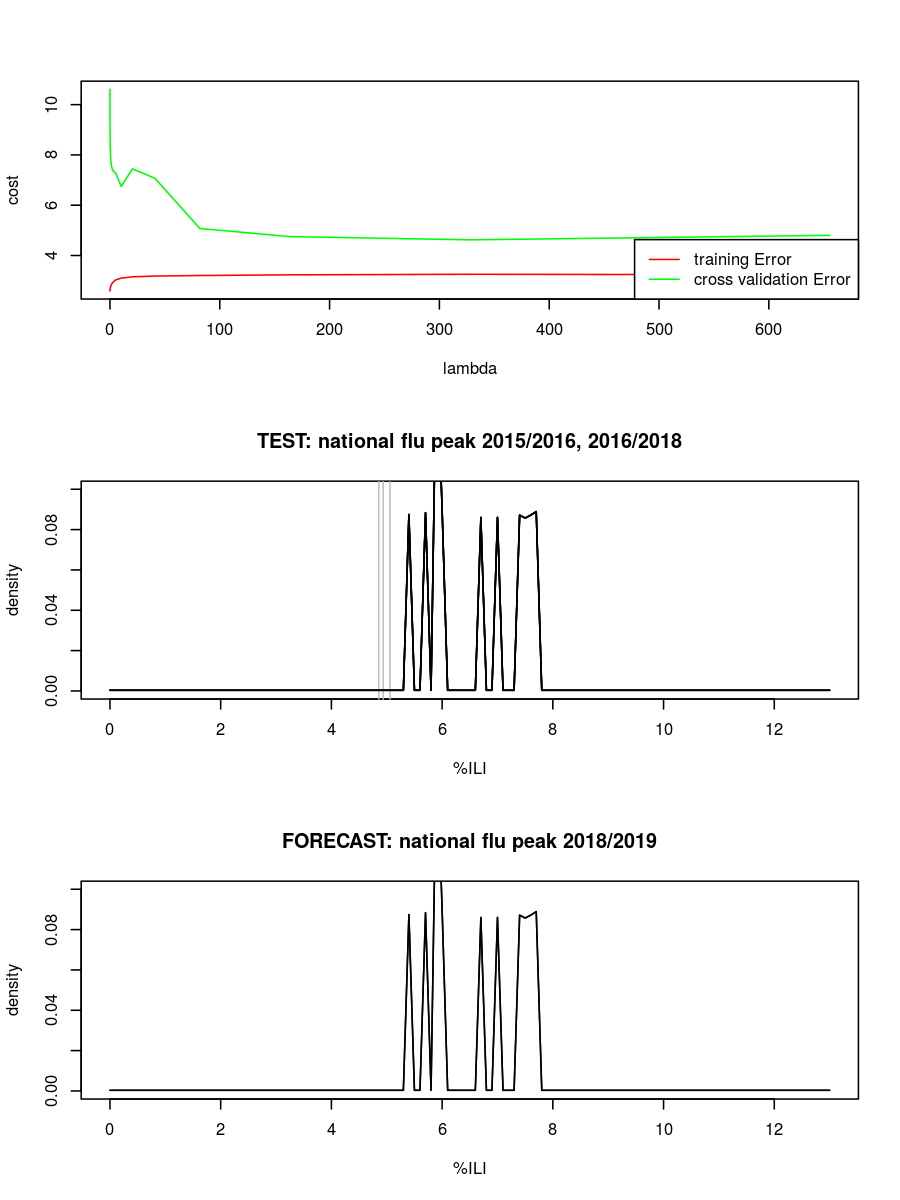 10
8
6
4
cost
training Error
cross validation Error
0 100 200 300 400 500 600
lambda
TEST: national flu peak 2015/2016, 2016/2018
0.08
0.04
0.00
density
0 2 4 6 8 10 12
%ILI
FORECAST: national flu peak 2018/2019
0.08
0.04
0.00
density
0 2 4 6 8 10 12
%ILI